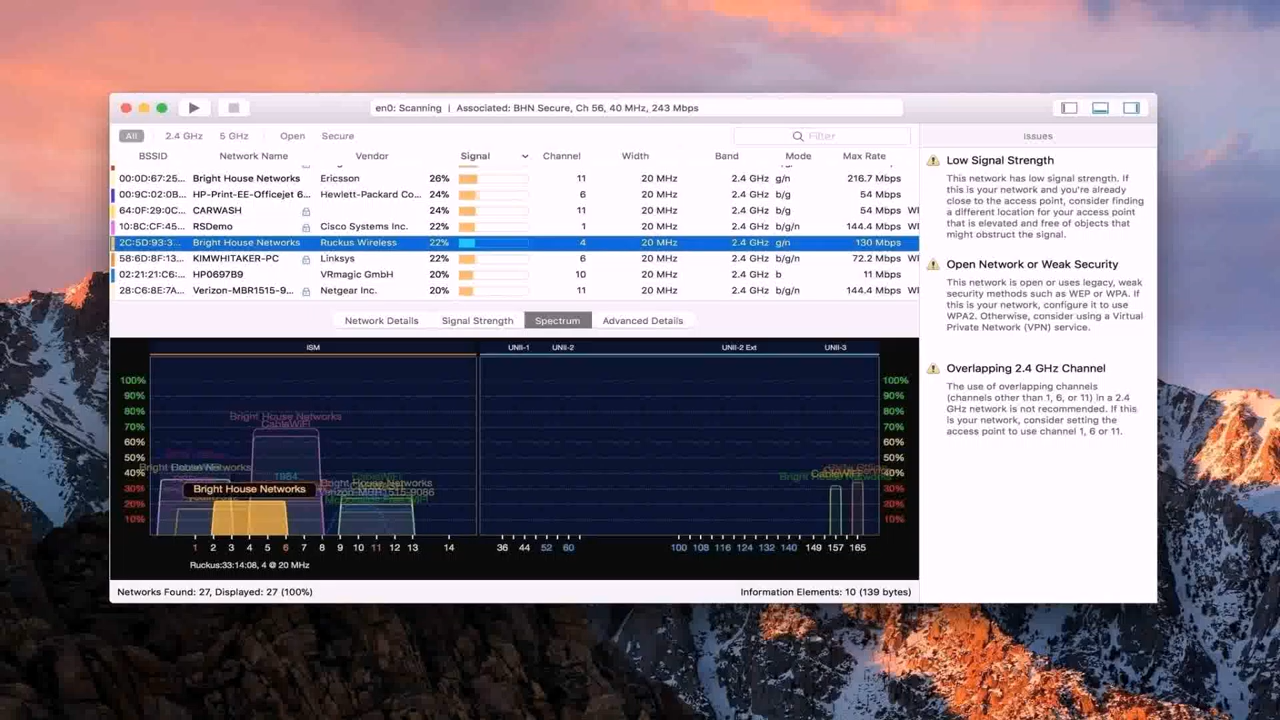 en0: Scanning | Associated: BHN Secure, Ch 56, 40 MHz, 243 Mbps
All 2.4 GHz 5 GHz Open Secure Filter
BSSID Network Name Vendor Signal Channel Width Band Mode Max Rate
00:0D:67:25... Bright House Networks Ericsson 26% 11 20 MHz 2.4 GHz g/n 216.7 Mbps
00:9C:02:0B... HP-Print-EE-Officejet 6... Hewlett-Packard Co... 24% 6 20 MHz 2.4 GHz b/g 54 Mbps
64:0F:29:0C... CARWASH 24% 6 20 MHz 2.4 GHz b/g 54 Mbps
10:8C:CF:45... RSDemo Cisco Systems Inc. 22% 1 20 MHz 2.4 GHz b/g/n 144.4 Mbps
2C:5D:93:3... Bright House Networks Ruckus Wireless 22% 4 20 MHz 2.4 GHz g/n 130 Mbps
58:6D:8F:13... KIMWHITAKER-PC Linksys 22% 6 20 MHz 2.4 GHz b/g/n 72.2 Mbps
02:21:21:C6:... HP0697B9 VRmagic GmbH 20% 10 20 MHz 2.4 GHz b 11 Mbps
28:C6:8E:7A... Verizon-MBR1515-9... Netgear Inc. 20% 11 20 MHz 2.4 GHz b/g/n 144.4 Mbps
Network Details Signal Strength Spectrum Advanced Details
ISM UNII-1 UNII-2 UNII-2 Ext UNII-3
100% 100%
90% 90%
80% 80%
Bright House Networks
CableWiFi
70% 70%
60% 60%
50% 50%
40% 40%
1984
Bright House Networks
30% 30%
Bright House Networks
20% 20%
10% 10%
1 2 3 4 5 6 7 8 9 10 11 12 13 14 36 44 52 60 100 108 116 124 132 140 149 157 165
Ruckus:33:14:08, 4 @ 20 MHz
Networks Found: 27, Displayed: 27 (100%) Information Elements: 10 (139 bytes)
Issues
Low Signal Strength
This network has low signal strength. If
this is your network and you're already
close to the access point, consider finding
a different location for your access point
that is elevated and free of objects that
might obstruct the signal.
Open Network or Weak Security
This network is open or uses legacy, weak
security methods such as WEP or WPA. If
this is your network, configure it to use
WPA2. Otherwise, consider using a Virtual
Private Network (VPN) service.
Overlapping 2.4 GHz Channel
The use of overlapping channels
(channels other than 1, 6, or 11) in a 2.4
GHz network is not recommended. If this
is your network, consider setting the
access point to use channel 1, 6 or 11.